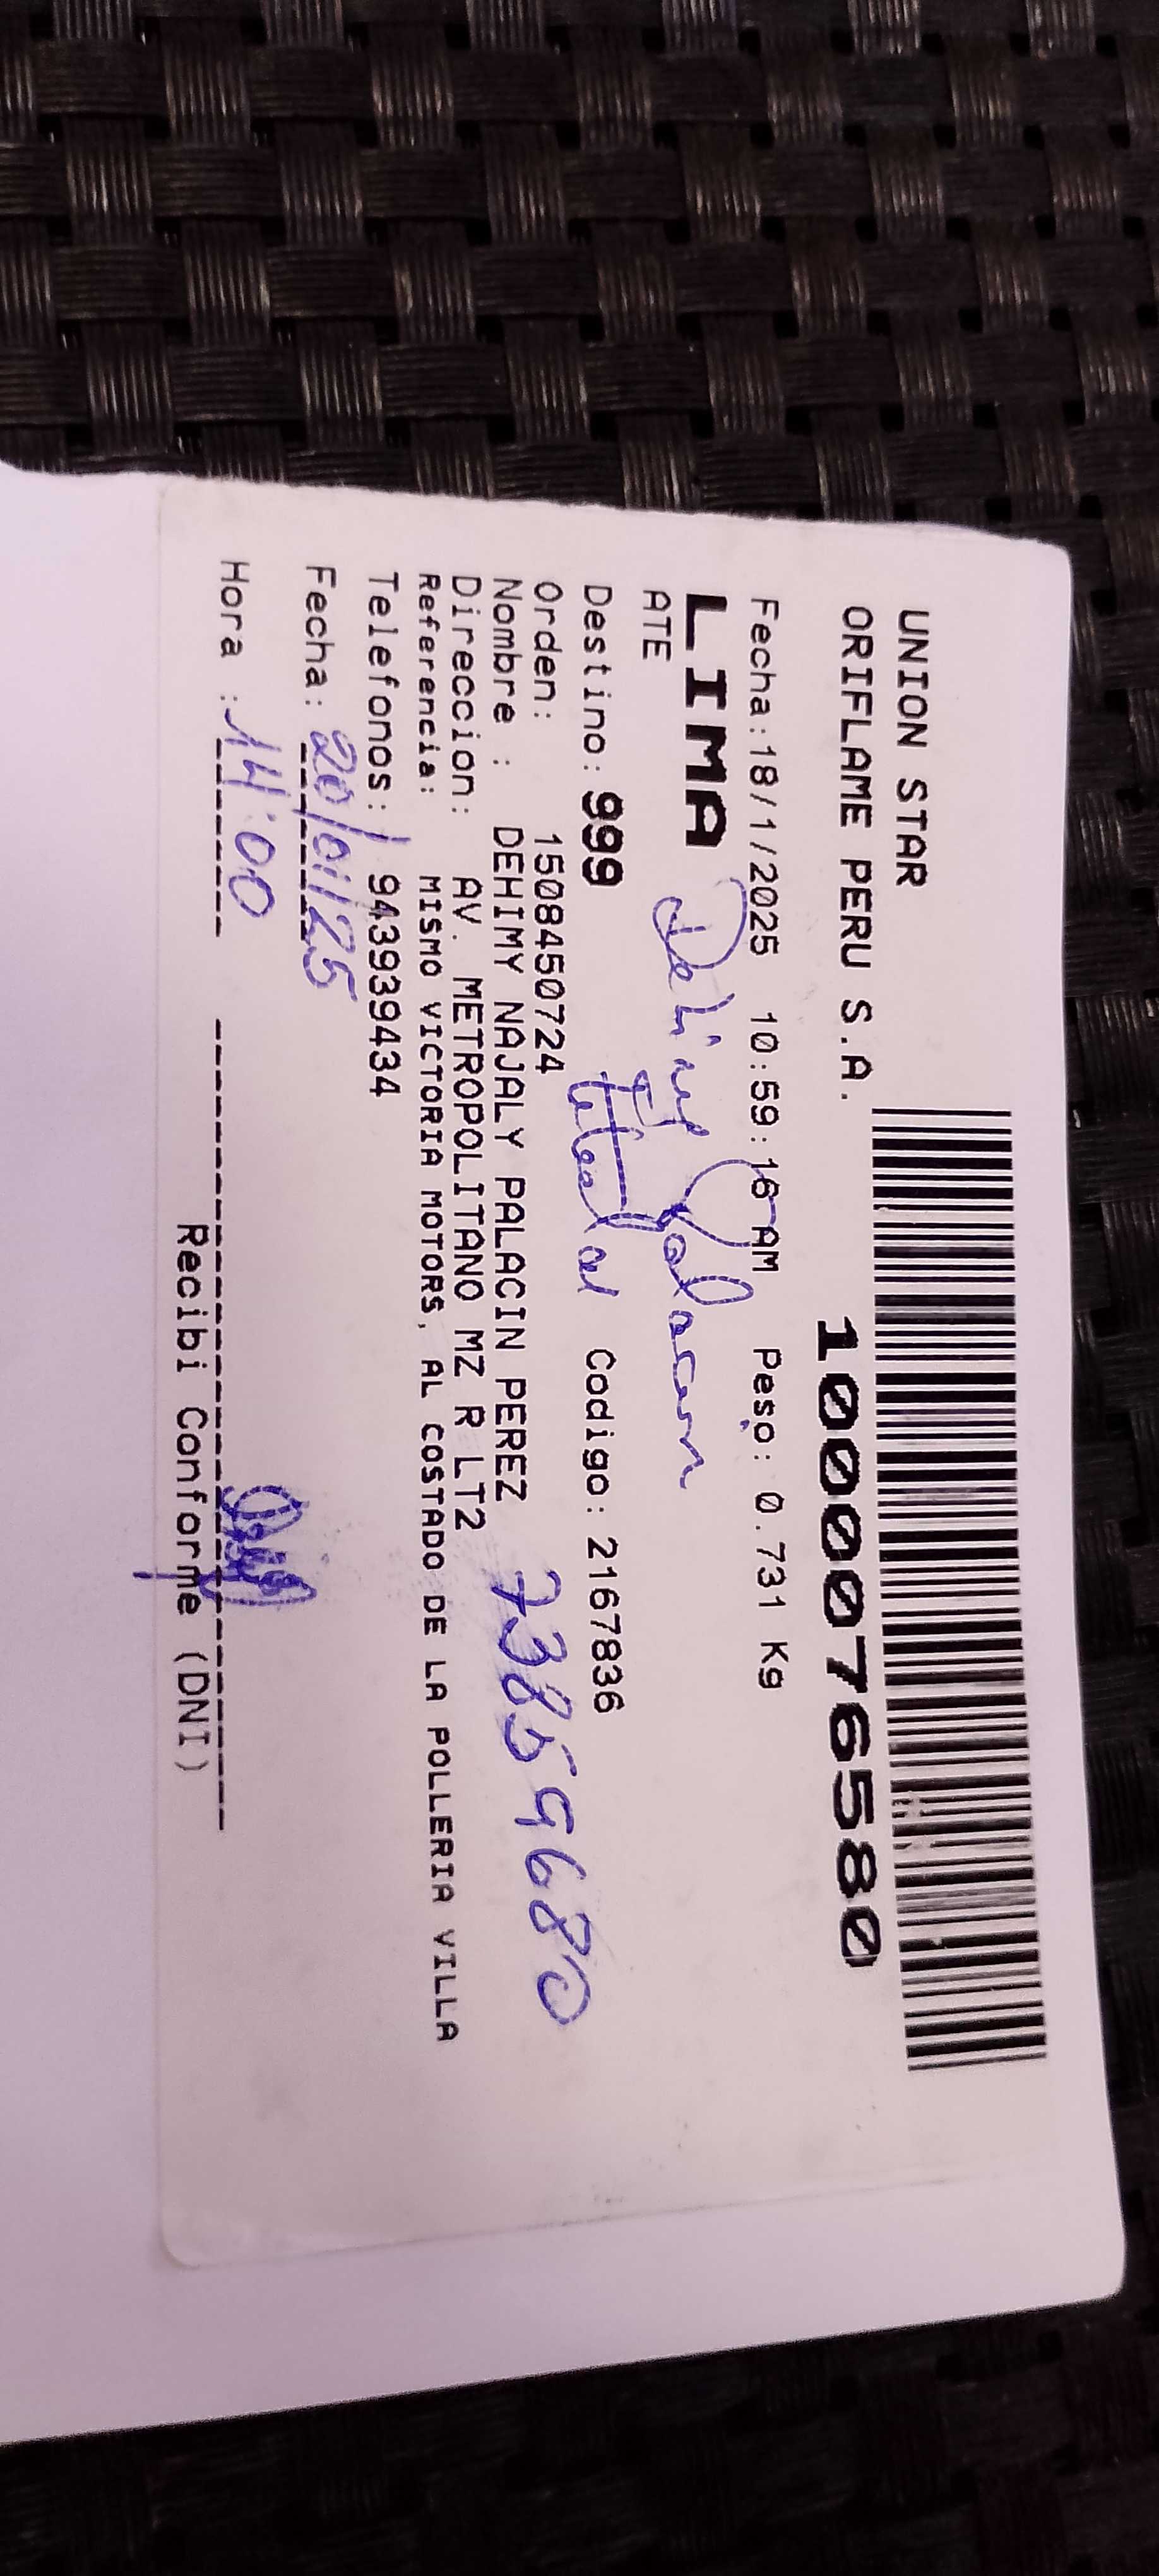 UNION STAR
ORIFLAME PERU S.A.
1000076580
Fecha:18/1/2025 10:59:16 AM Peso: 0.731 Kg
LIMA
Dehimy Palacin
ATE
Titular
Destino: 999 Codigo: 2167836
Orden: 1508450724
Nombre : DEHIMY NAJALY PALACIN PEREZ
73859680
Direccion: AV. METROPOLITANO MZ R LT2
Referencia: MISMO VICTORIA MOTORS, AL COSTADO DE LA POLLERIA VILLA
Telefonos: 943939434
Fecha: 20/01/25
Hora : 14:00
Recibi Conforme (DNI)